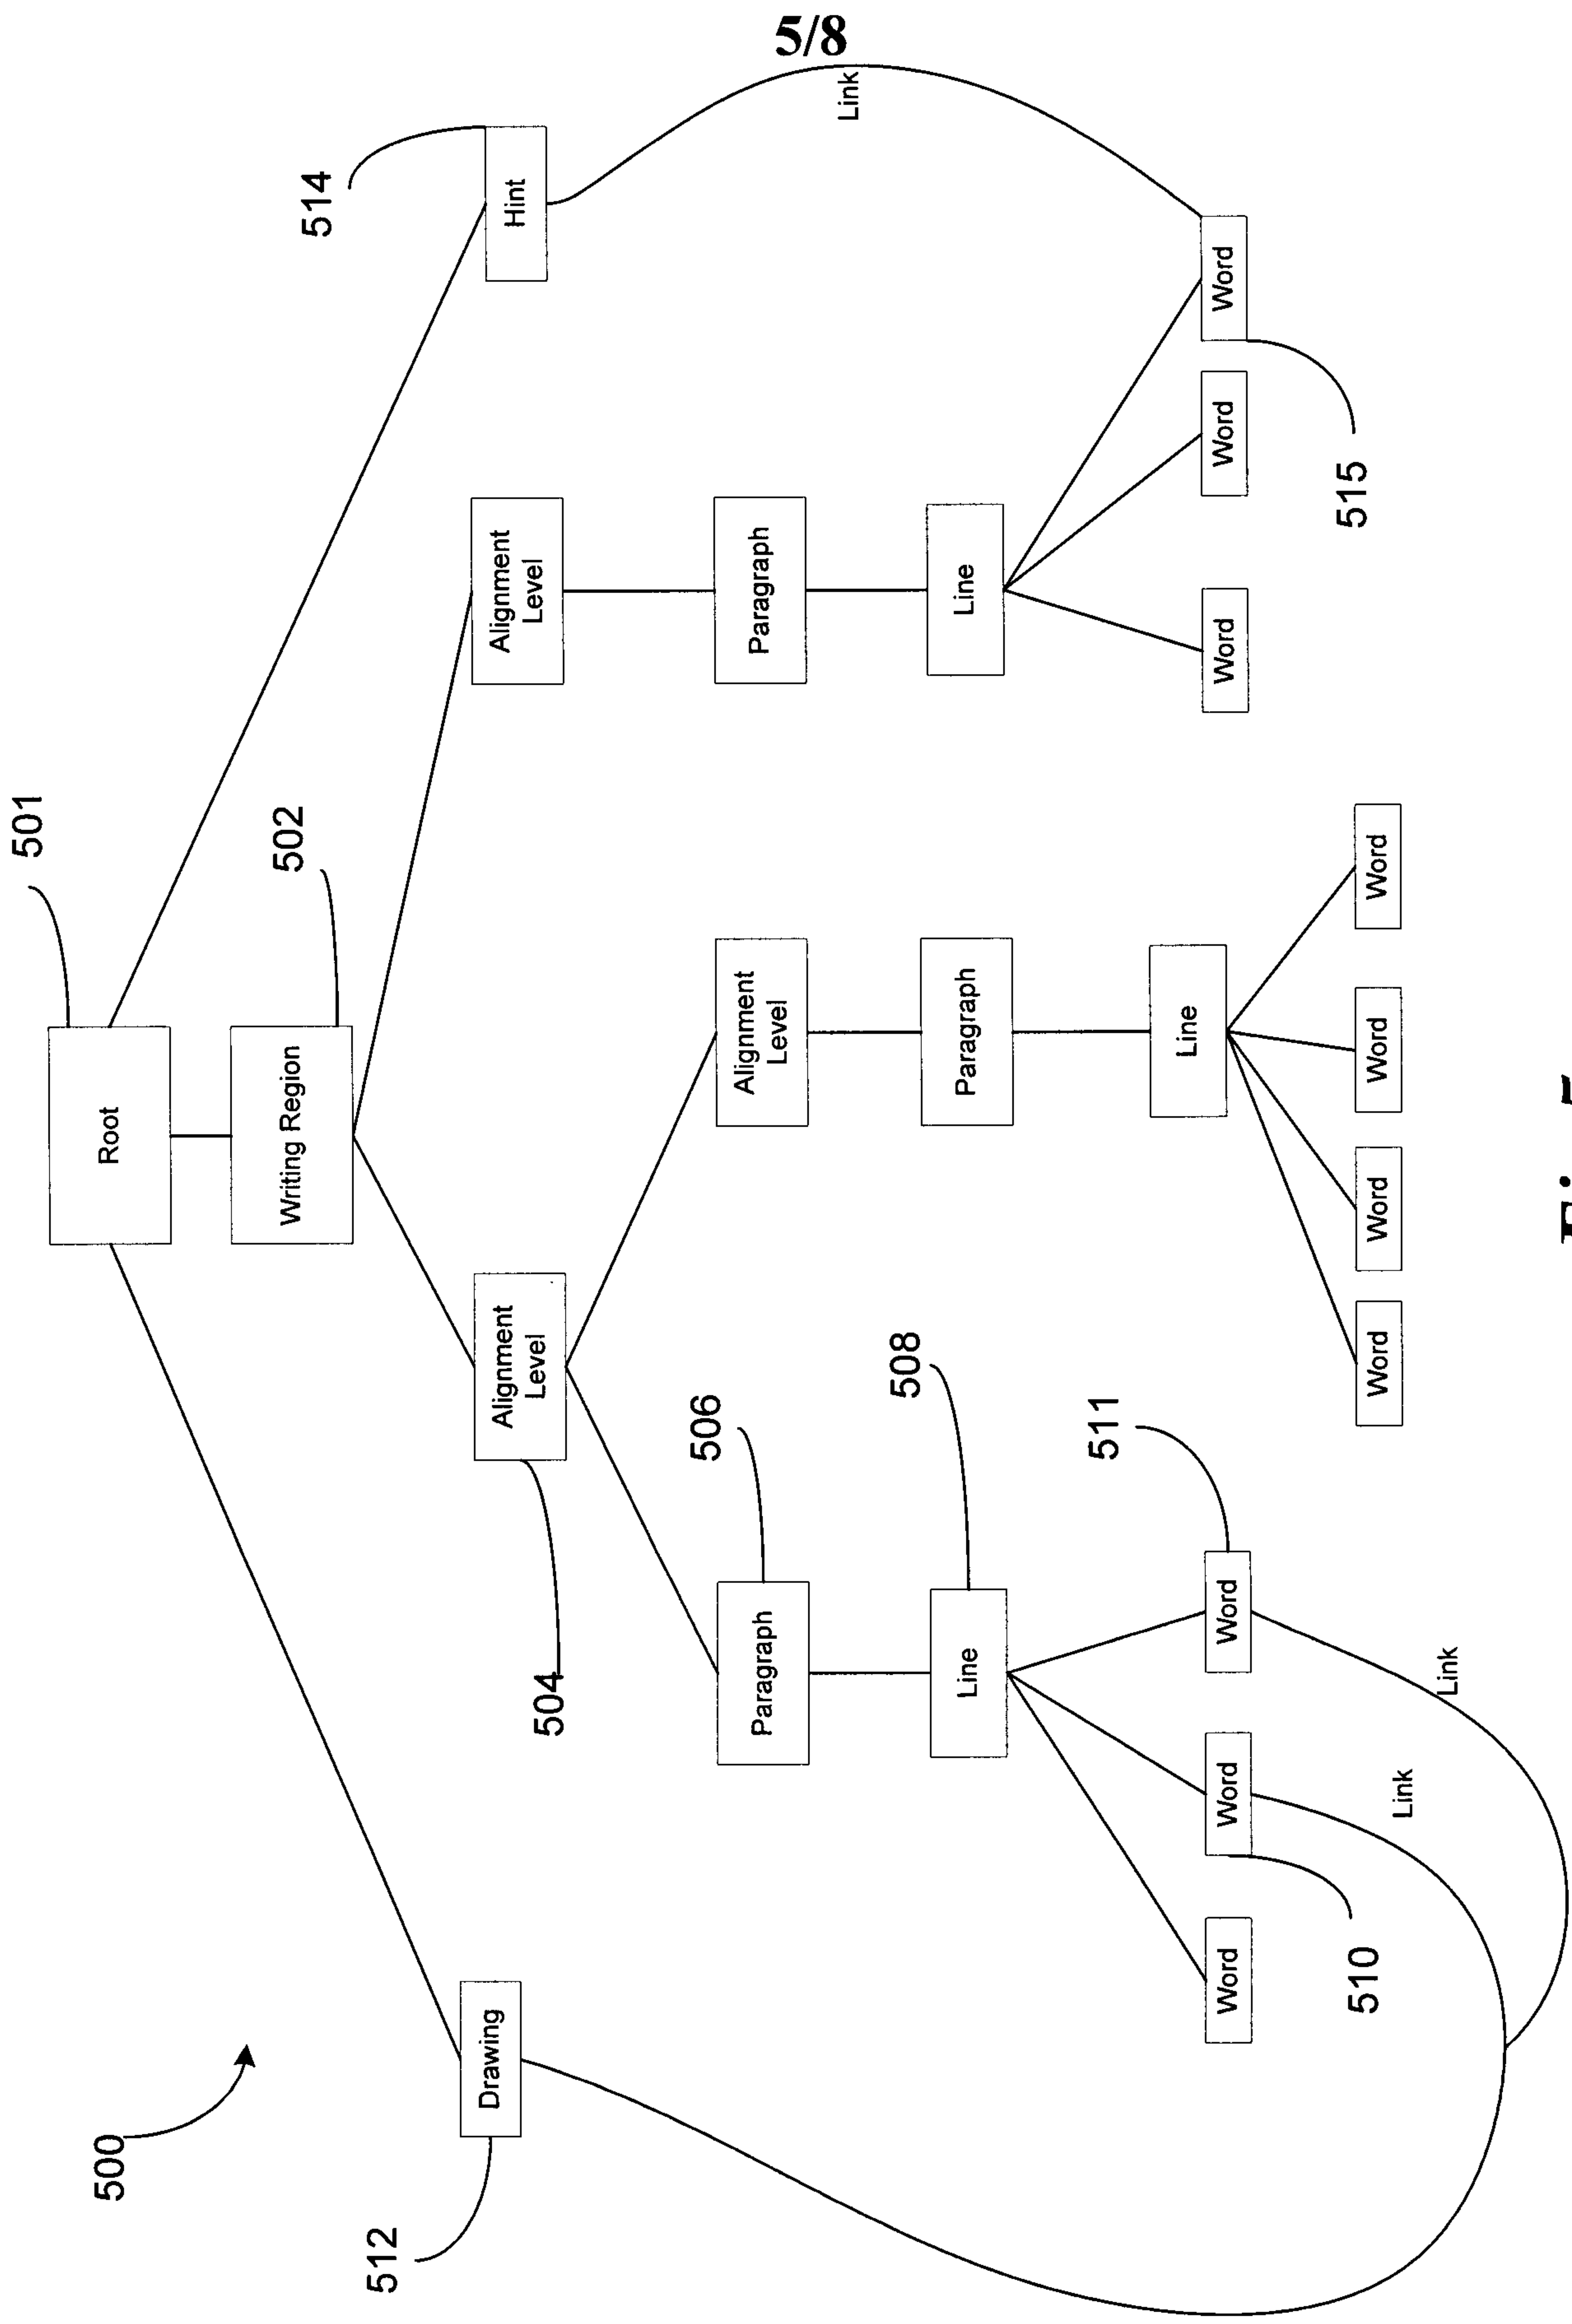 5/8
500
501
Root
502
Writing Region
514
512
Drawing
Alignment
Level
Alignment
Level
Hint
504
506
Paragraph
Alignment
Level
Paragraph
Link
508
Line
Paragraph
Line
511
Line
Word
Word
Word
Word
Word
Word
510
Link
Word
Word
Word
Word
515
Link